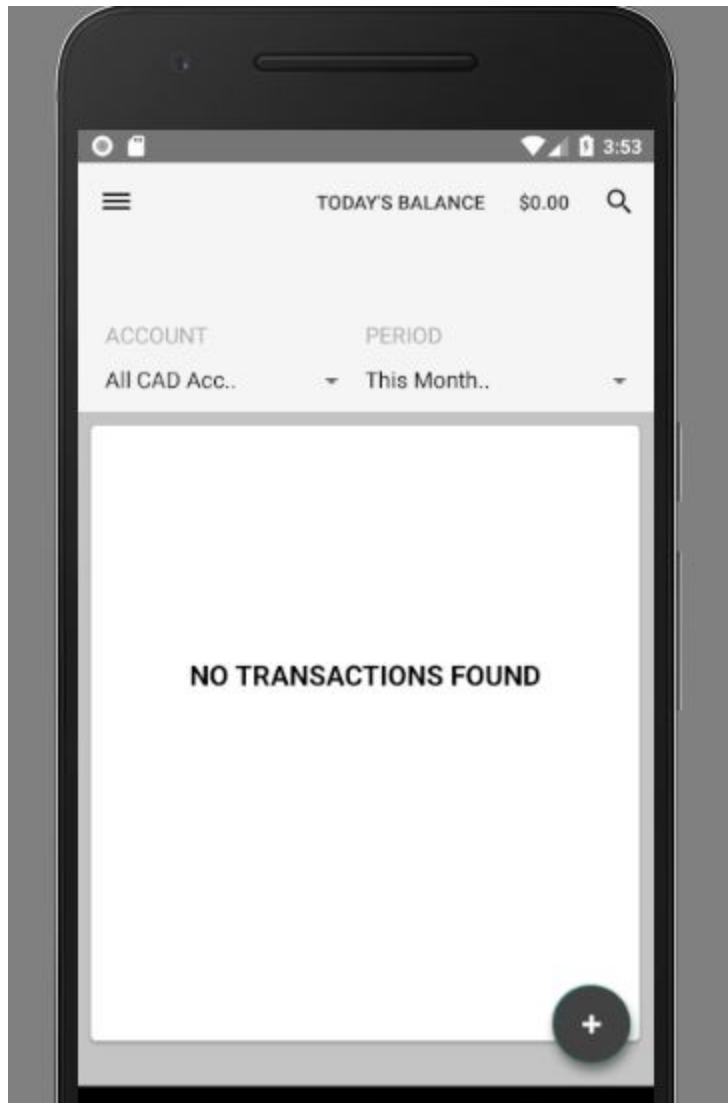 3:53
TODAY'S BALANCE $0.00
ACCOUNT PERIOD
All CAD Acc.. This Month..
NO TRANSACTIONS FOUND
+